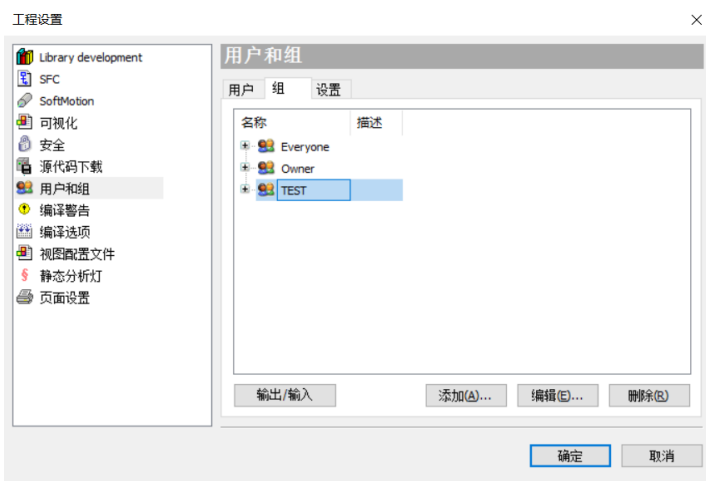 工程设置
Library development
SFC
SoftMotion
可视化
安全
源代码下载
用户和组
编译警告
编译选项
视图配置文件
静态分析灯
页面设置
用户和组
用户 组 设置
名称 描述
Everyone
Owner
TEST
输出/输入 添加(A)... 编辑(E)... 删除(R)
确定 取消